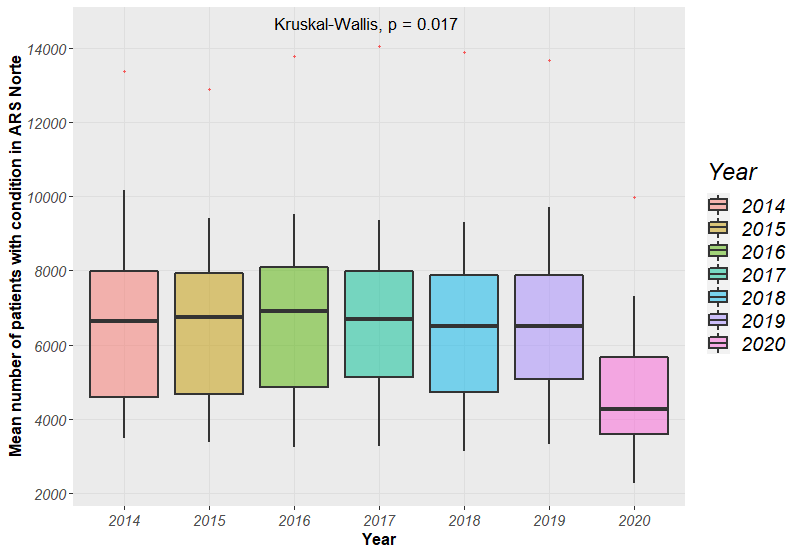 Kruskal-Wallis, p = 0.017
Mean number of patients with condition in ARS Norte
14000
12000
10000
8000
6000
4000
2000
2014 2015 2016 2017 2018 2019 2020
Year
Year
2014
2015
2016
2017
2018
2019
2020